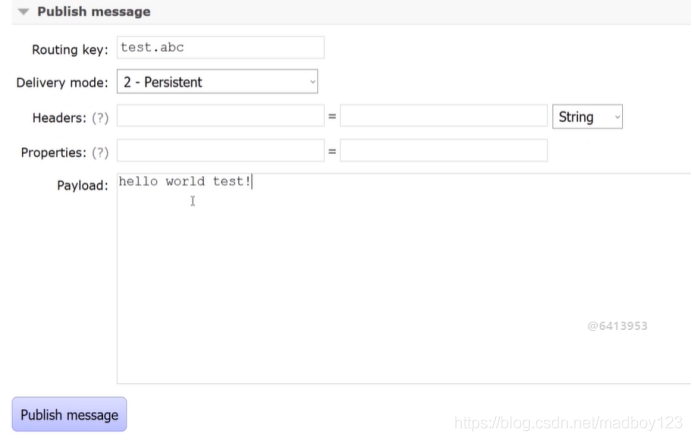 Publish message
Routing key: test.abc
Delivery mode: 2 - Persistent
Headers: (?) = String
Properties: (?) =
Payload: hello world test!
@6413953
Publish message
https://blog.csdn.net/madboy123